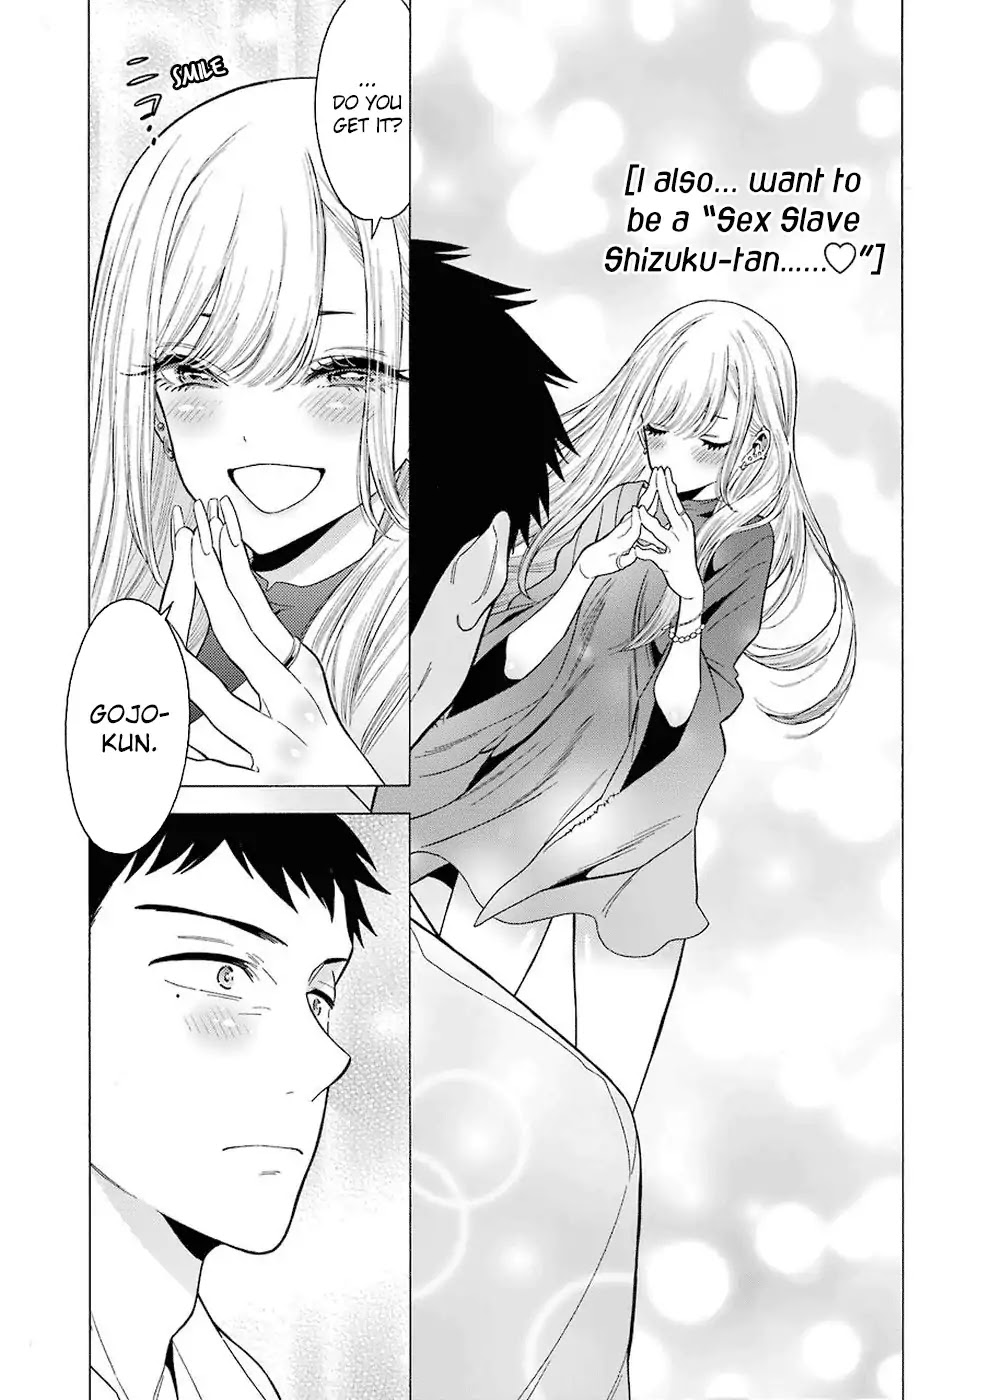 [I also... want to
be a "Sex Slave
Shizuku-tan......♡"]
...
DO YOU
GET IT?
SMILE
GOJO-
KUN.